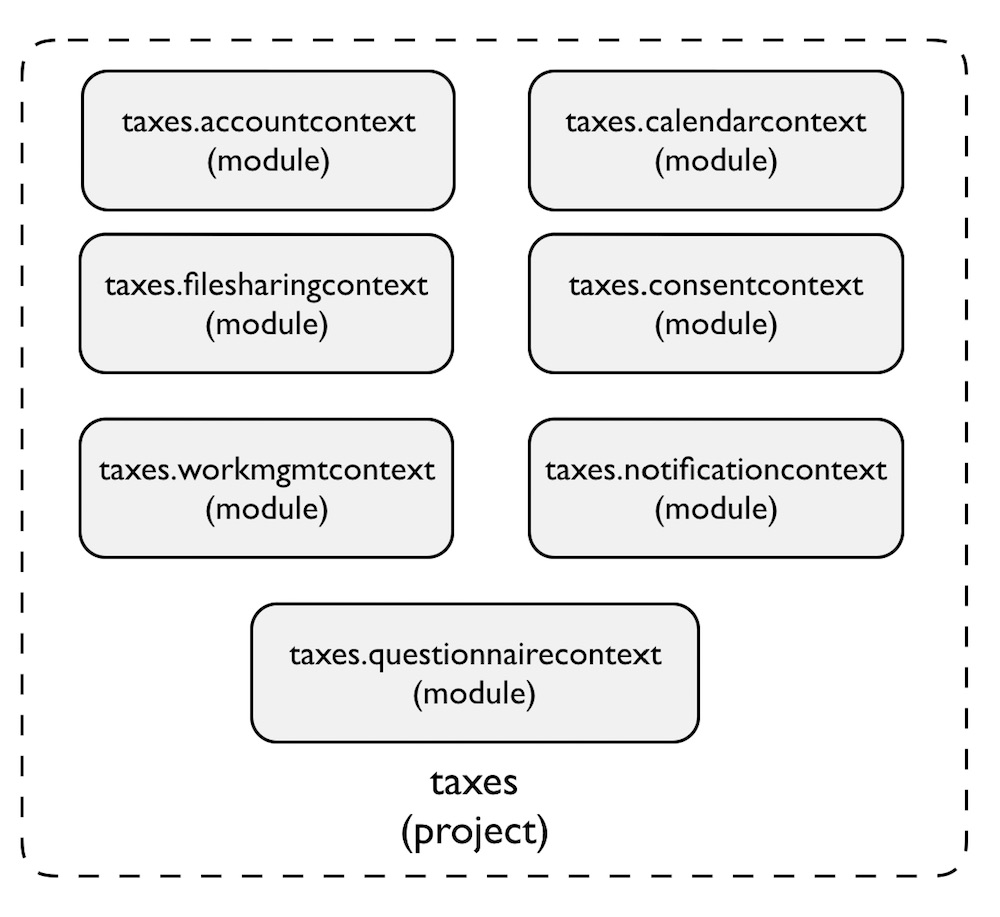 taxes.accountcontext
(module)
taxes.calendarcontext
(module)
taxes.filesharingcontext
(module)
taxes.consentcontext
(module)
taxes.workmgmtcontext
(module)
taxes.notificationcontext
(module)
taxes.questionnairecontext
(module)
taxes
(project)